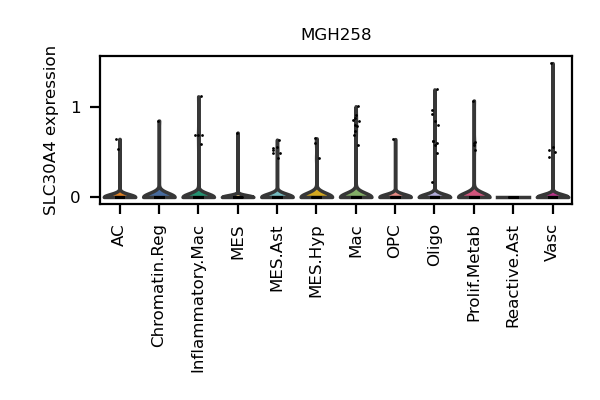 MGH258
SLC30A4 expression
1
0
AC
Chromatin.Reg
Inflammatory.Mac
MES
MES.Ast
MES.Hyp
Mac
OPC
Oligo
Prolif.Metab
Reactive.Ast
Vasc